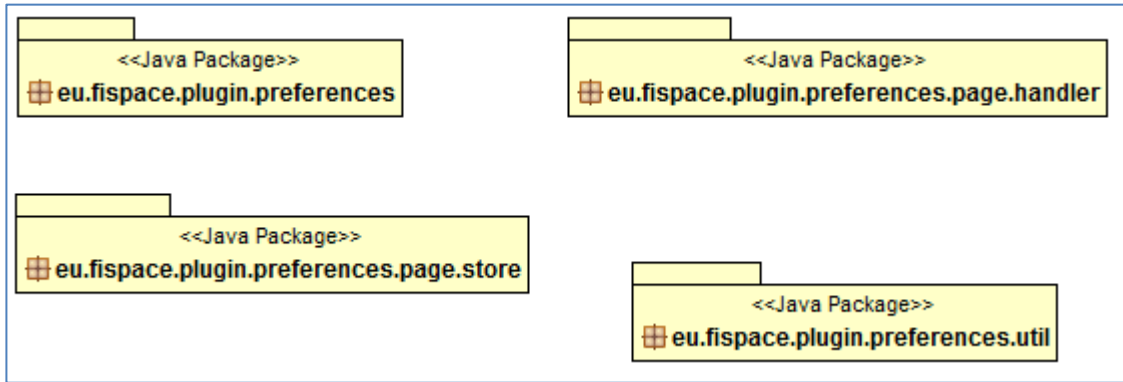 <<Java Package>>
eu.fispace.plugin.preferences
<<Java Package>>
eu.fispace.plugin.preferences.page.handler
<<Java Package>>
eu.fispace.plugin.preferences.page.store
<<Java Package>>
eu.fispace.plugin.preferences.util